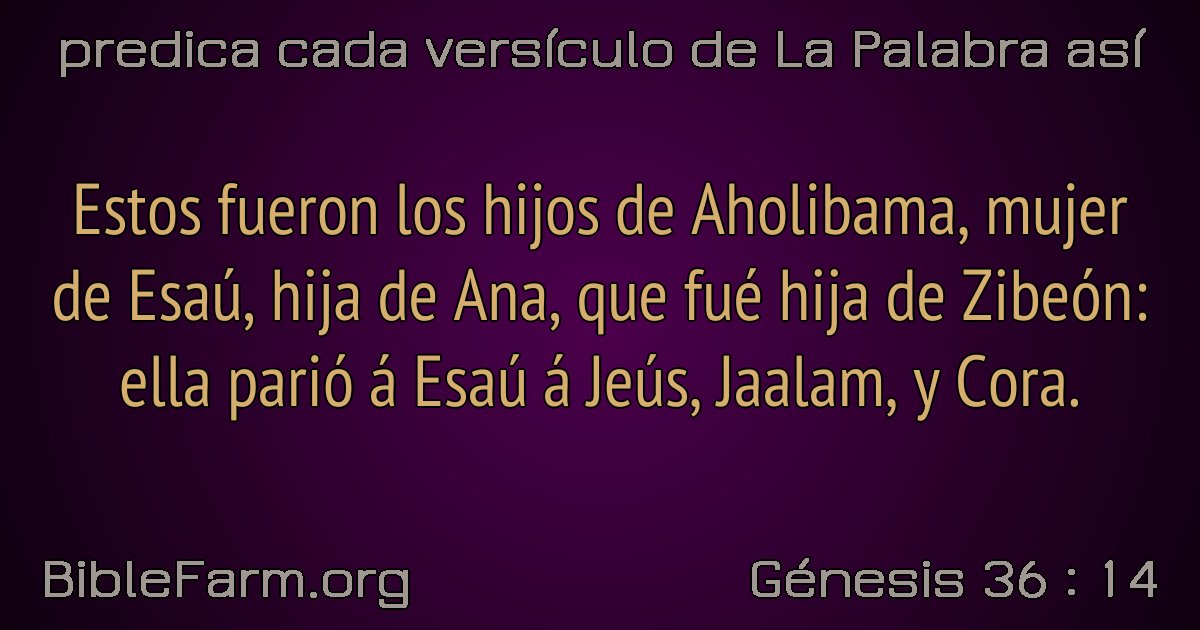 predica cada versículo de La Palabra así
Estos fueron los hijos de Aholibama, mujer
de Esaú, hija de Ana, que fué hija de Zibeón:
ella parió á Esaú á Jeús, Jaalam, y Cora.
BibleFarm.org
Génesis 36 : 14